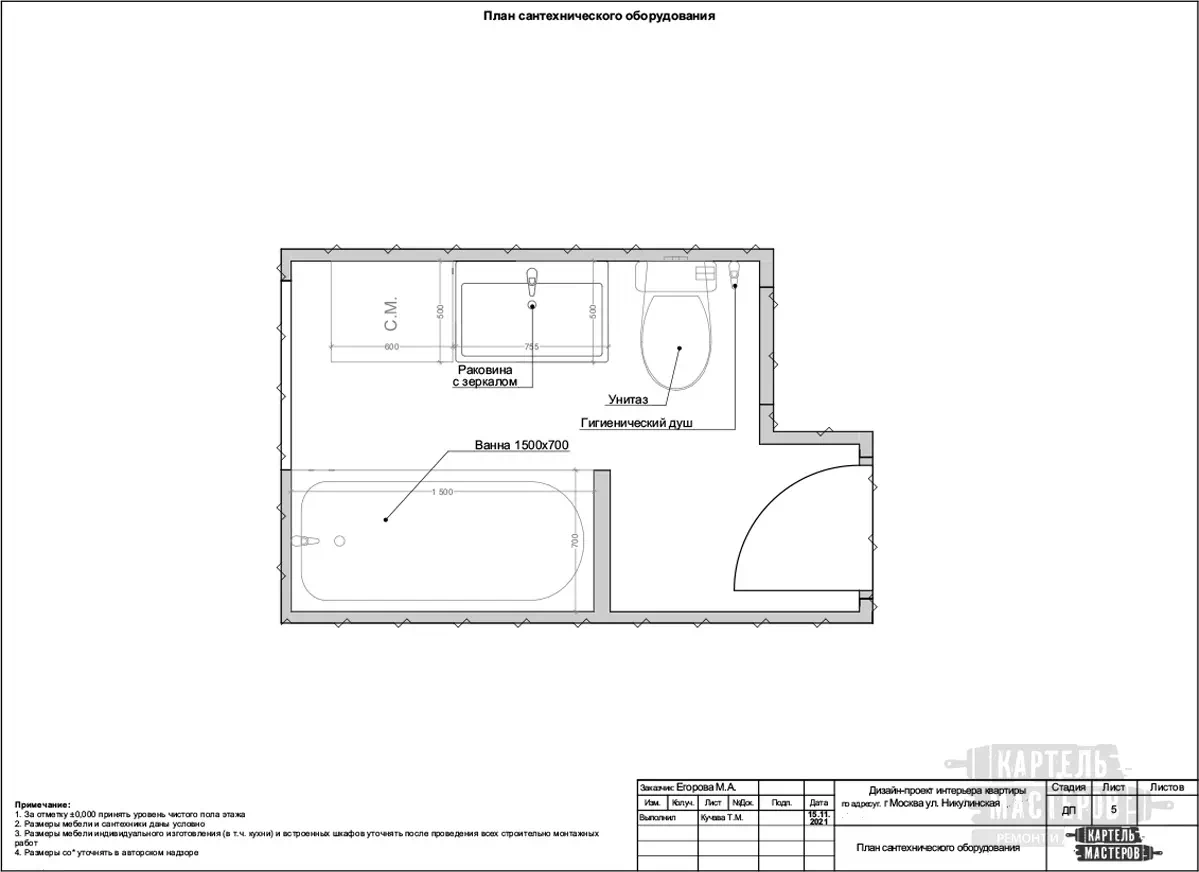 План сантехнического оборудования
С.М.
500
500
600
755
Раковина
с зеркалом
Унитаз
Гигиенический душ
Ванна 1500х700
1 500
700
Примечание:
1. За отметку ±0,000 принять уровень чистого пола этажа
2. Размеры мебели и сантехники даны условно
3. Размеры мебели индивидуального изготовления (в т.ч. кухни) и встроенных шкафов уточнять после проведения всех строительно монтажных
работ
4. Размеры со* уточнять в авторском надзоре
Заказчик: Егорова М.А.
Изм. Колуч. Лист №Док. Подп. Дата
Выполнил Кучева Т.М. 15.11.
2021
Дизайн-проект интерьера квартиры
по адресу: г Москва ул. Никулинская
Стадия Лист Листов
ДП 5
План сантехнического оборудования
КАРТЕЛЬ
МАСТЕРОВ
КАРТЕЛЬ
МАСТЕРОВ
РЕМОНТ И